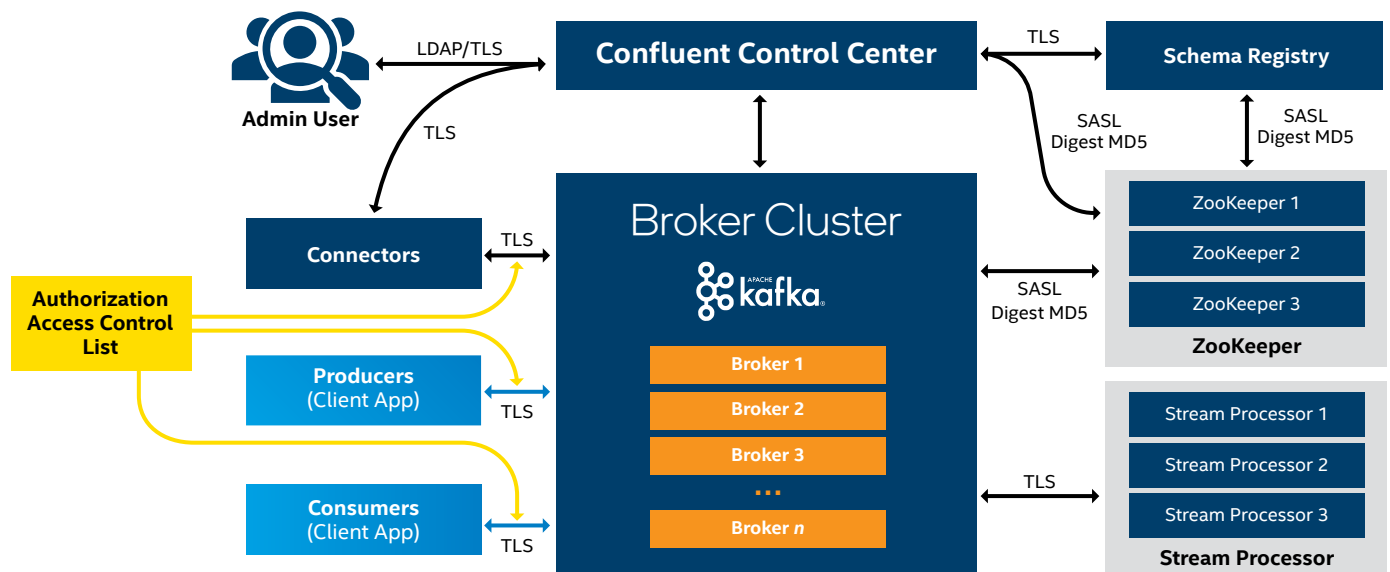 LDAP/TLS
Confluent Control Center
TLS
Schema Registry
Admin User
TLS
SASL
Digest MD5
SASL
Digest MD5
Connectors
TLS
Broker Cluster
APACHE
kafka®
ZooKeeper 1
ZooKeeper 2
ZooKeeper 3
ZooKeeper
SASL
Digest MD5
Authorization
Access Control
List
Producers
(Client App)
TLS
Broker 1
Broker 2
Broker 3
...
Broker n
Consumers
(Client App)
TLS
TLS
Stream Processor 1
Stream Processor 2
Stream Processor 3
Stream Processor